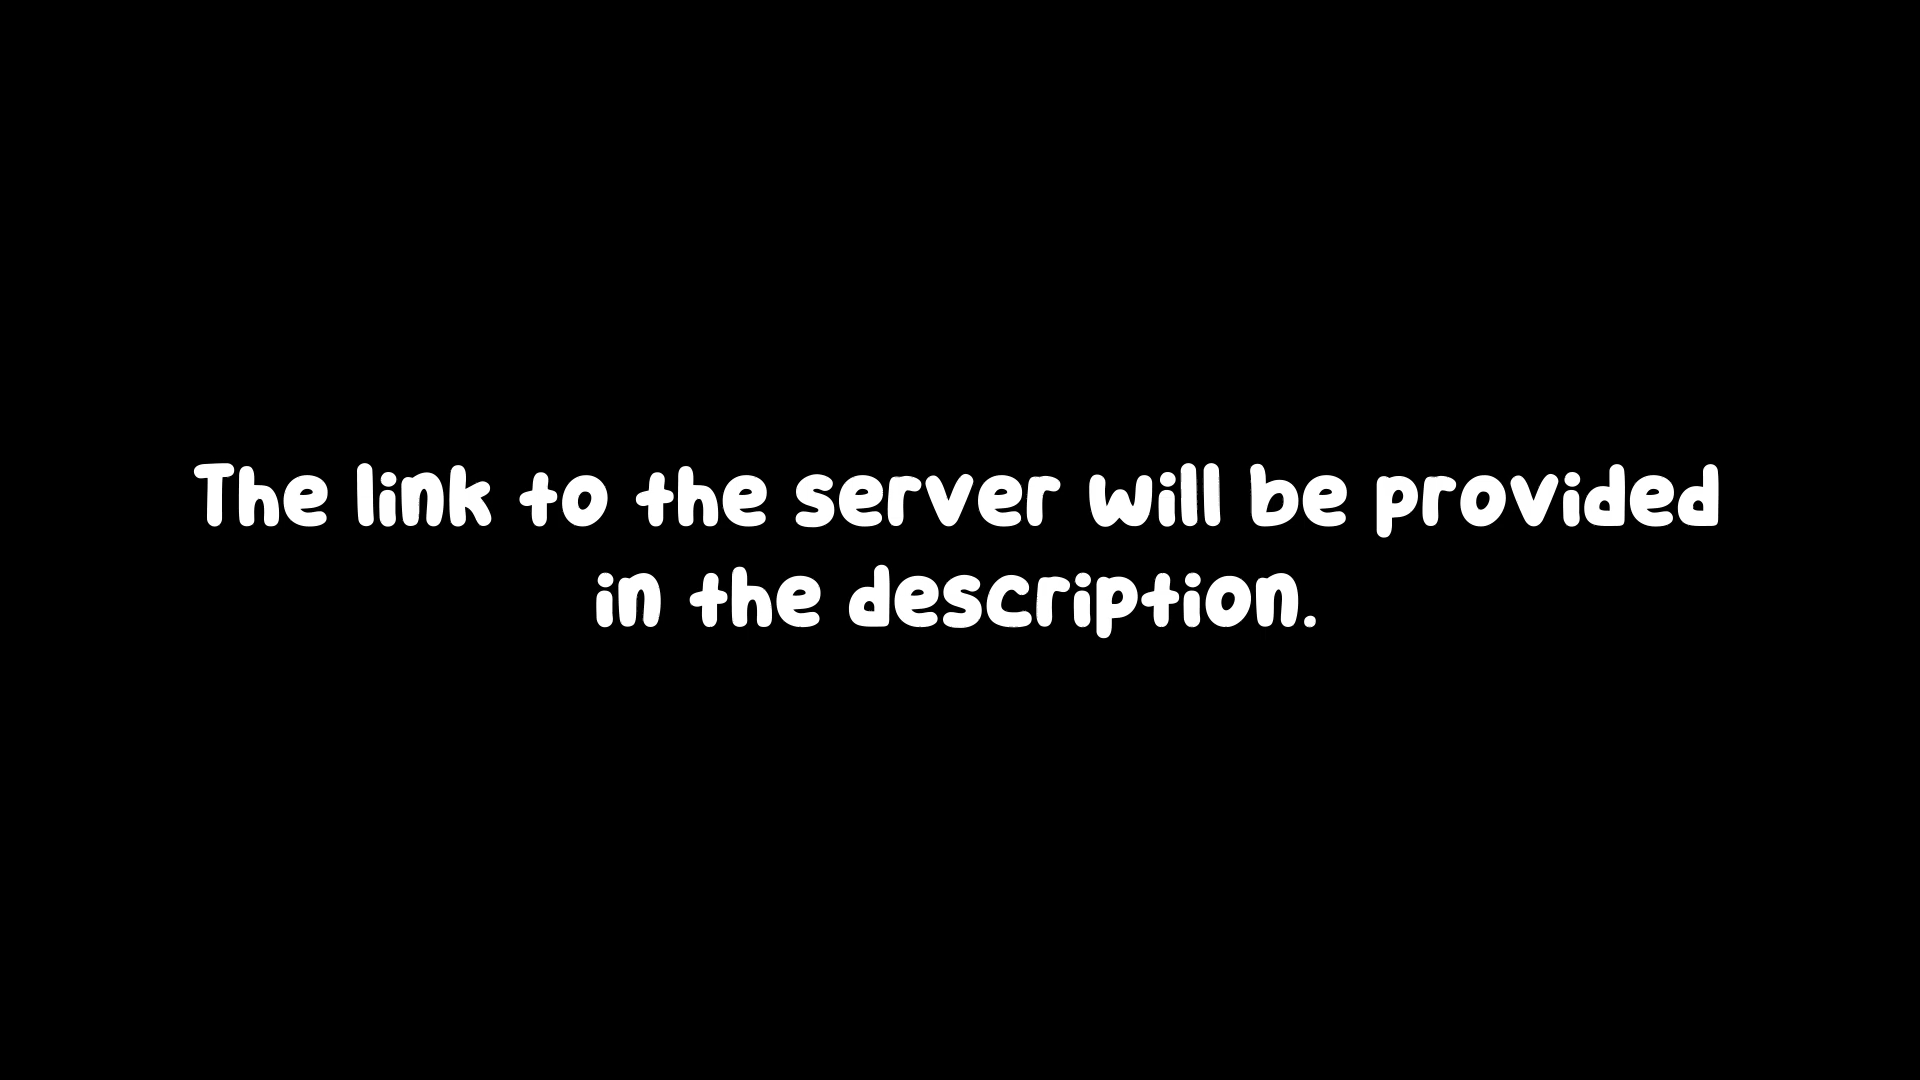 The link to the server will be provided
in the description.